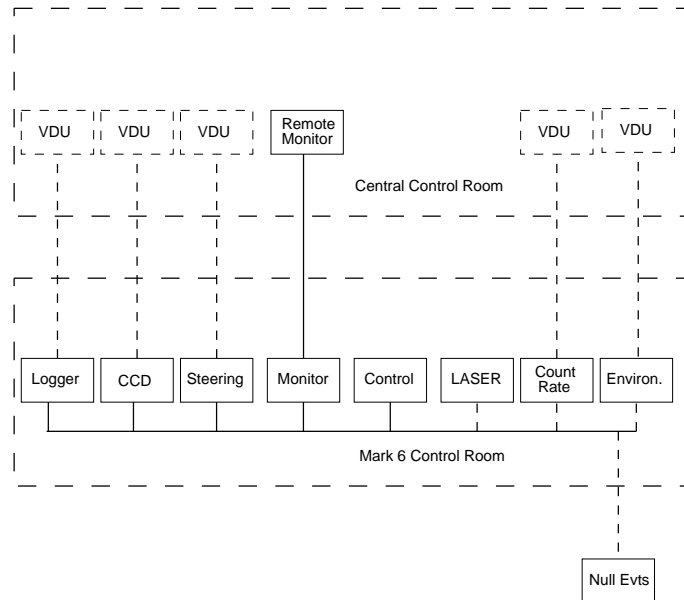 VDU
VDU
VDU
Remote
Monitor
VDU
VDU
Central Control Room
Logger
CCD
Steering
Monitor
Control
LASER
Count
Rate
Environ.
Mark 6 Control Room
Null Evts